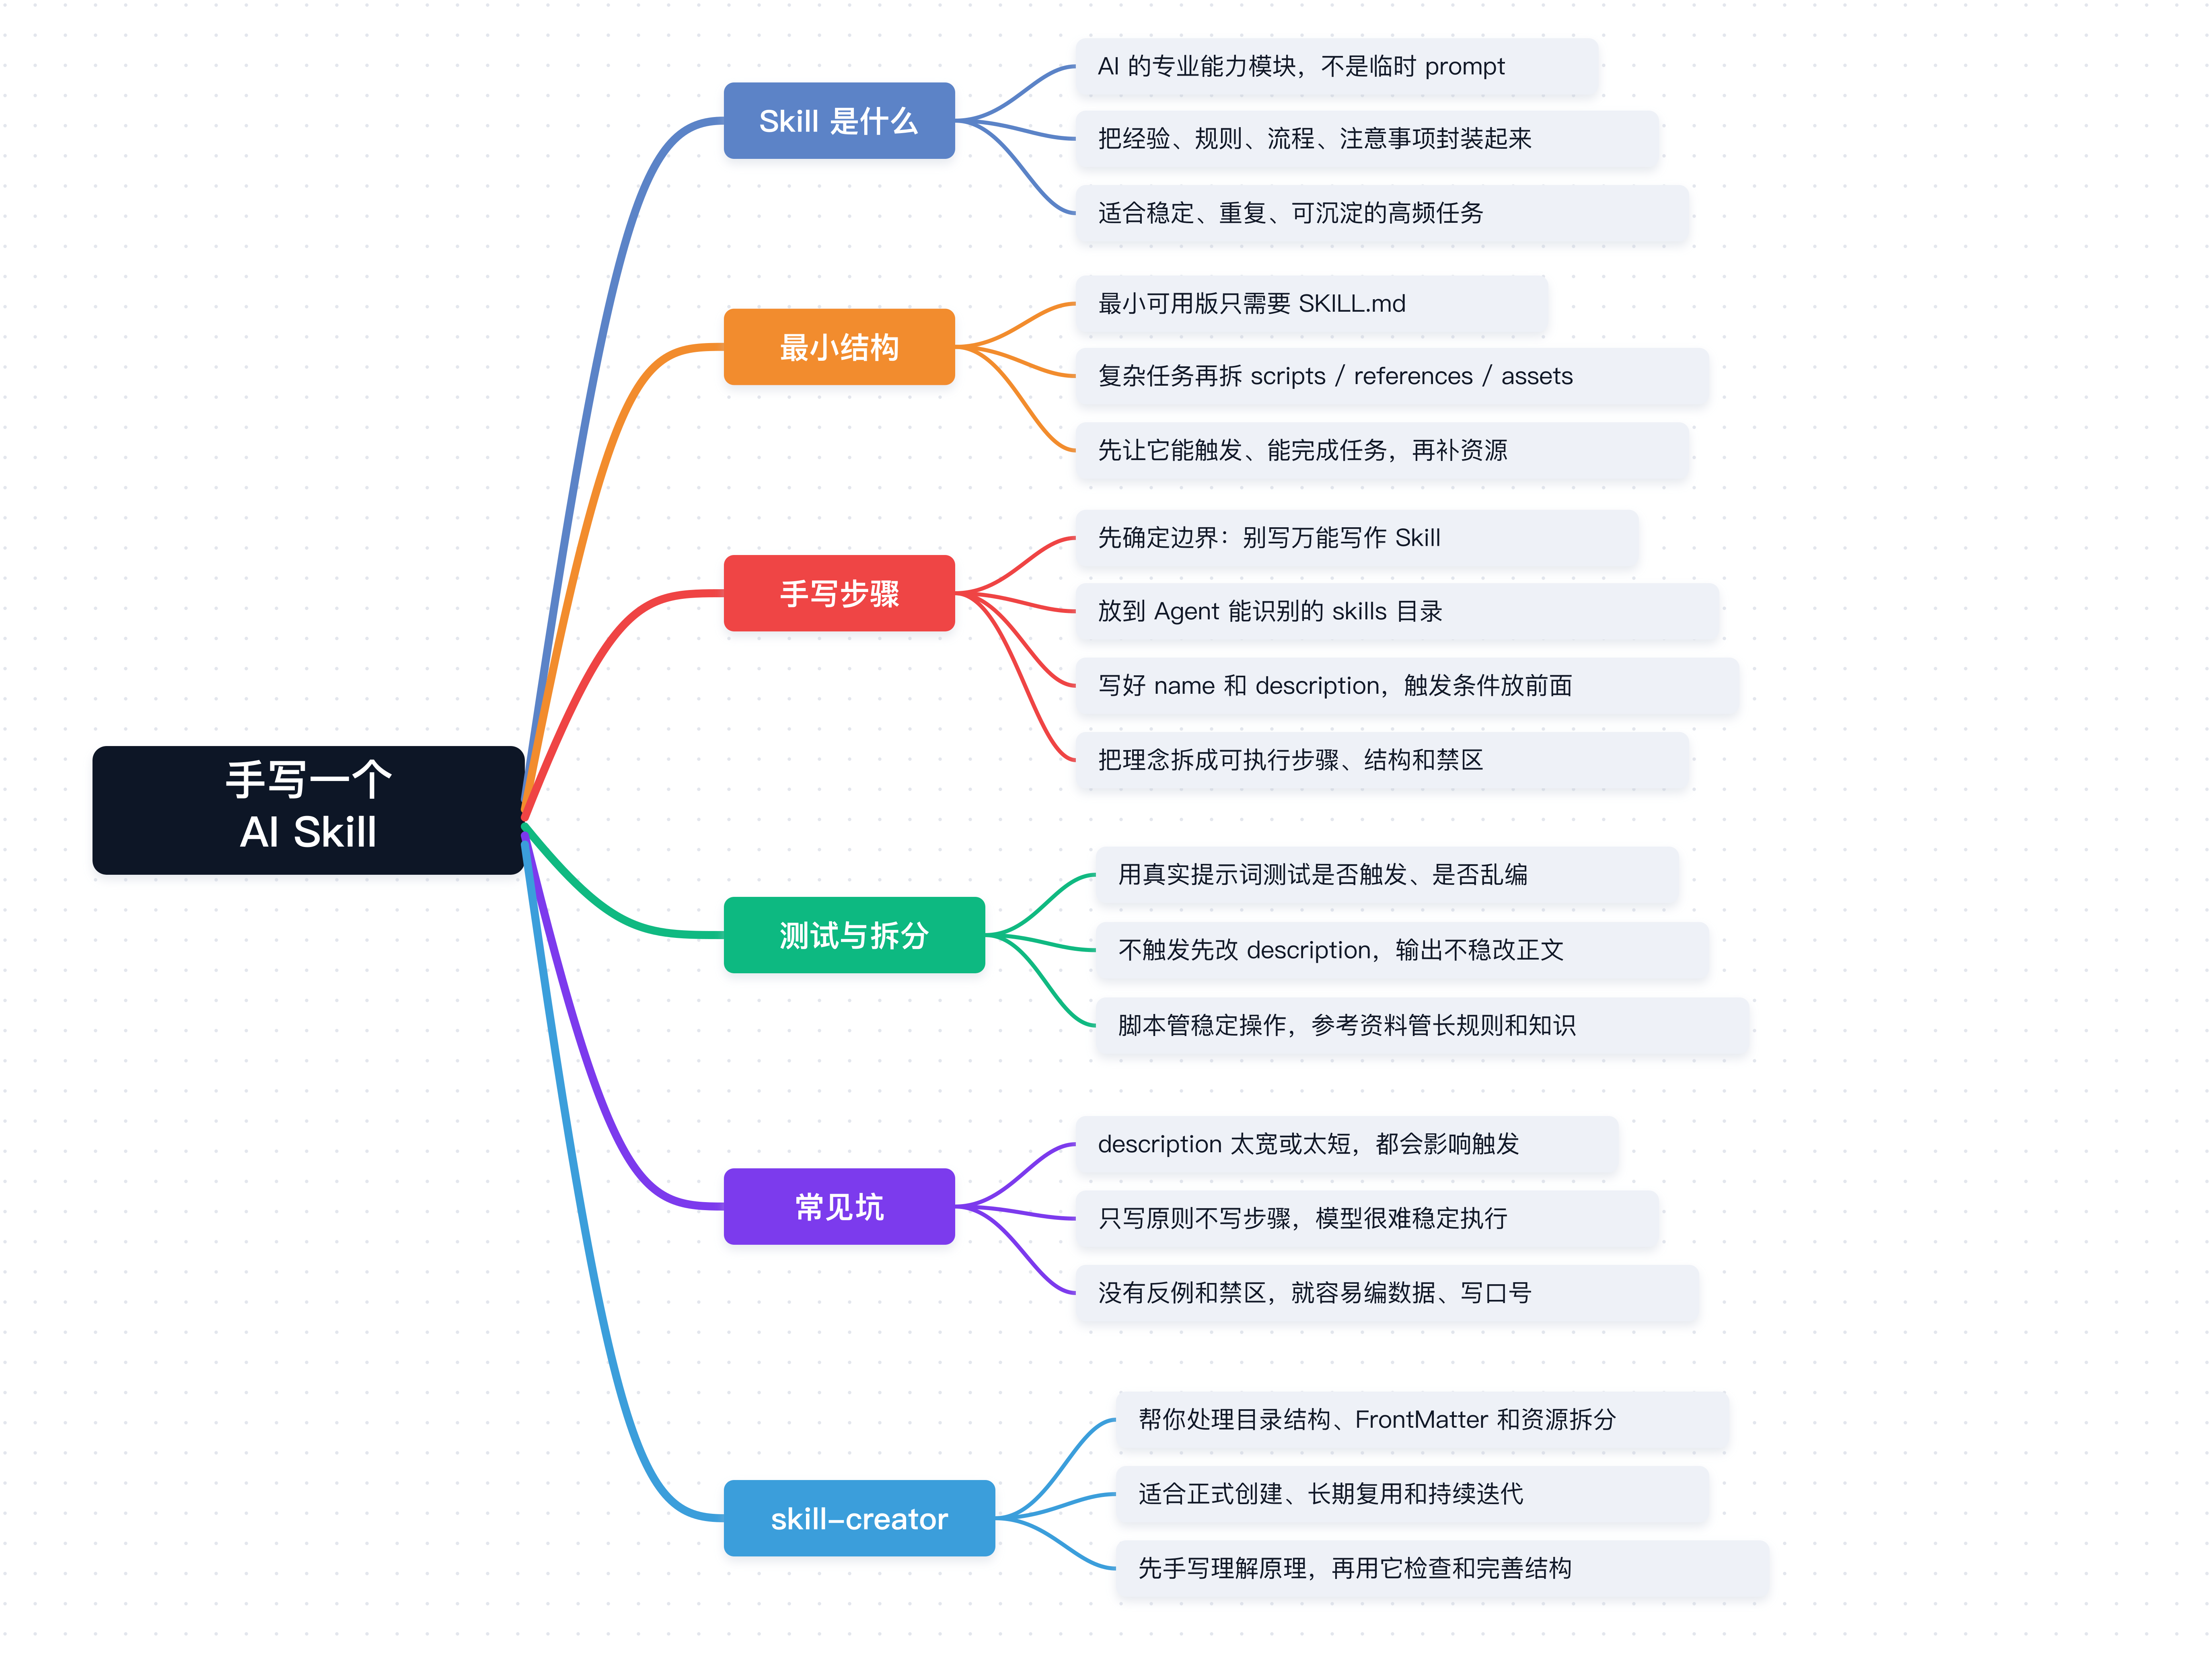 手写一个
AI Skill
Skill 是什么
AI 的专业能力模块，不是临时 prompt
把经验、规则、流程、注意事项封装起来
适合稳定、重复、可沉淀的高频任务
最小结构
最小可用版只需要 SKILL.md
复杂任务再拆 scripts / references / assets
先让它能触发、能完成任务，再补资源
手写步骤
先确定边界：别写万能写作 Skill
放到 Agent 能识别的 skills 目录
写好 name 和 description，触发条件放前面
把理念拆成可执行步骤、结构和禁区
测试与拆分
用真实提示词测试是否触发、是否乱编
不触发先改 description，输出不稳改正文
脚本管稳定操作，参考资料管长规则和知识
常见坑
description 太宽或太短，都会影响触发
只写原则不写步骤，模型很难稳定执行
没有反例和禁区，就容易编数据、写口号
skill-creator
帮你处理目录结构、FrontMatter 和资源拆分
适合正式创建、长期复用和持续迭代
先手写理解原理，再用它检查和完善结构